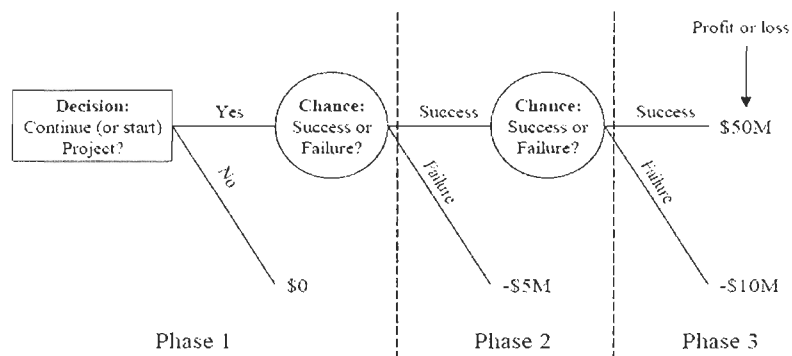 Profit or loss
Decision:
Continue (or start)
Project?
Yes
No
Chance:
Success or
Failure?
Success
Failure
Chance:
Success or
Failure?
Success
Failure
$50M
$0
-$5M
-$10M
Phase 1
Phase 2
Phase 3